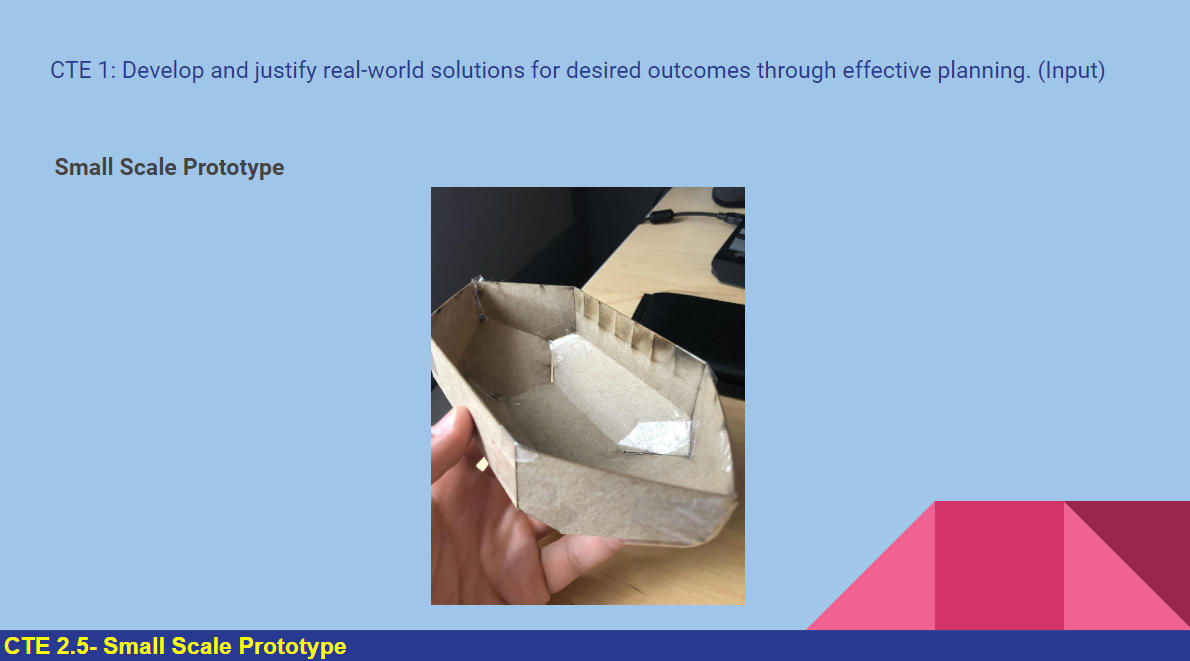 CTE 1: Develop and justify real-world solutions for desired outcomes through effective planning. (Input)
Small Scale Prototype
CTE 2.5- Small Scale Prototype